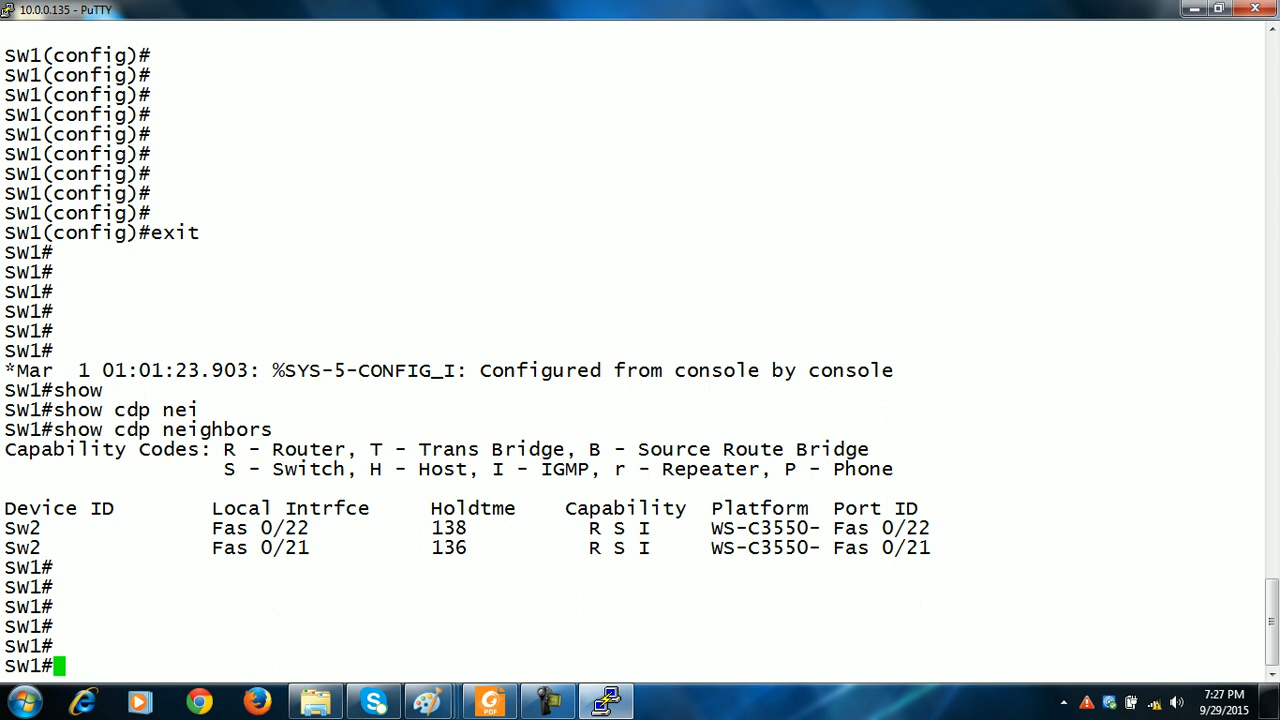 10.0.0.135 - PuTTY
sw1(config)#
sw1(config)#
sw1(config)#
sw1(config)#
sw1(config)#
sw1(config)#
sw1(config)#
sw1(config)#
sw1(config)#
sw1(config)#exit
sw1#
sw1#
sw1#
sw1#
sw1#
sw1#
*Mar  1 01:01:23.903: %SYS-5-CONFIG_I: Configured from console by console
sw1#show
sw1#show cdp nei
sw1#show cdp neighbors
Capability Codes: R - Router, T - Trans Bridge, B - Source Route Bridge
S - Switch, H - Host, I - IGMP, r - Repeater, P - Phone
Device ID Local Intrfce Holdtme Capability Platform Port ID
Sw2 Fas 0/22 138 R S I WS-C3550- Fas 0/22
Sw2 Fas 0/21 136 R S I WS-C3550- Fas 0/21
sw1#
sw1#
sw1#
sw1#
sw1#
sw1#
PDF
7:27 PM
9/29/2015